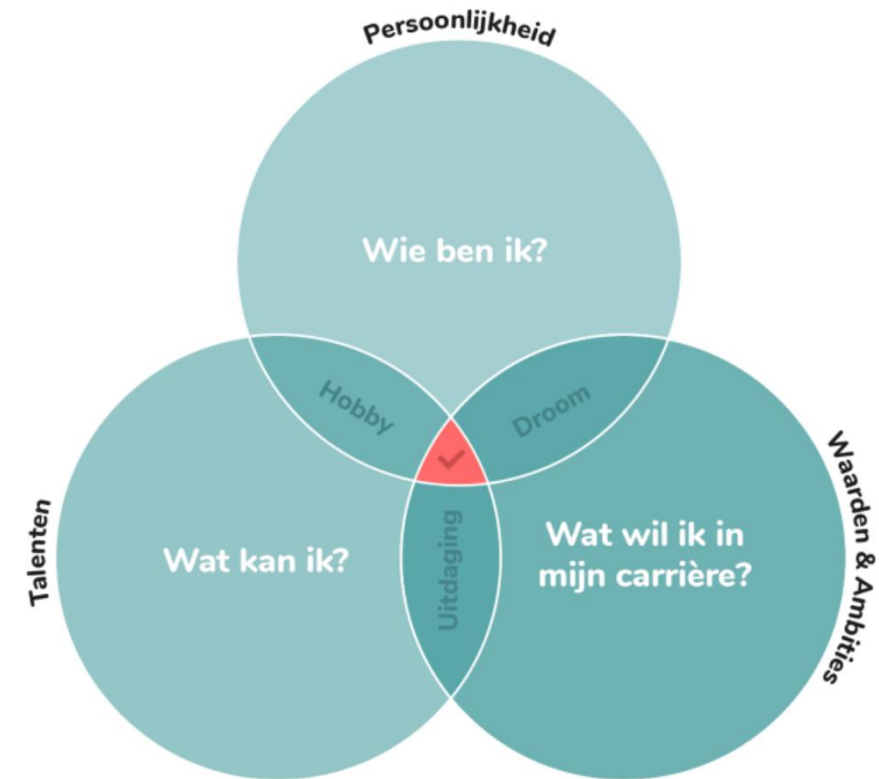 Persoonlijkheid
Wie ben ik?
Hobby
Droom
Talenten
Wat kan ik?
Uitdaging
Wat wil ik in
mijn carrière?
Waarden & Ambities